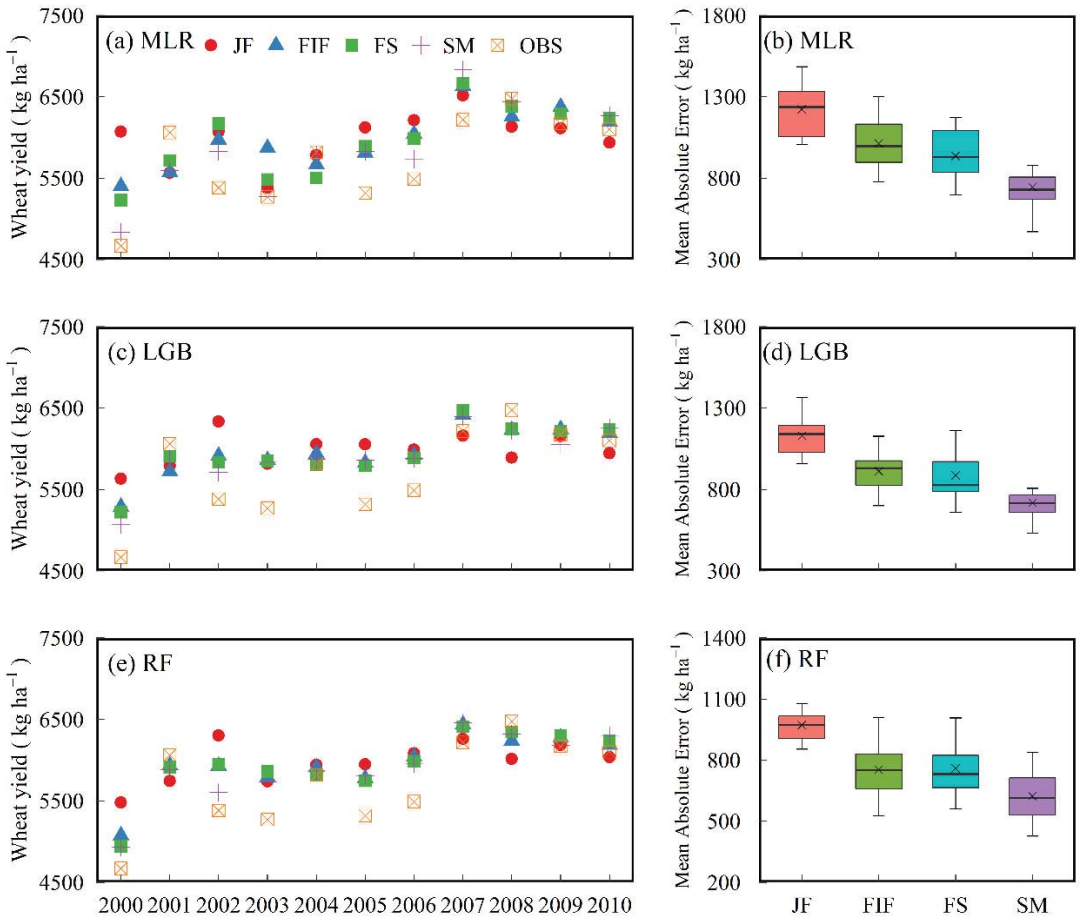 7500
6500
5500
4500
Wheat yield ( kg ha⁻¹ )
(a) MLR
JF FIF FS SM OBS
1800
1300
800
300
Mean Absolute Error ( kg ha⁻¹ )
(b) MLR
7500
6500
5500
4500
Wheat yield ( kg ha⁻¹ )
(c) LGB
1800
1300
800
300
Mean Absolute Error ( kg ha⁻¹ )
(d) LGB
7500
6500
5500
4500
Wheat yield ( kg ha⁻¹ )
(e) RF
2000 2001 2002 2003 2004 2005 2006 2007 2008 2009 2010
1400
1100
800
500
200
Mean Absolute Error ( kg ha⁻¹ )
(f) RF
JF FIF FS SM